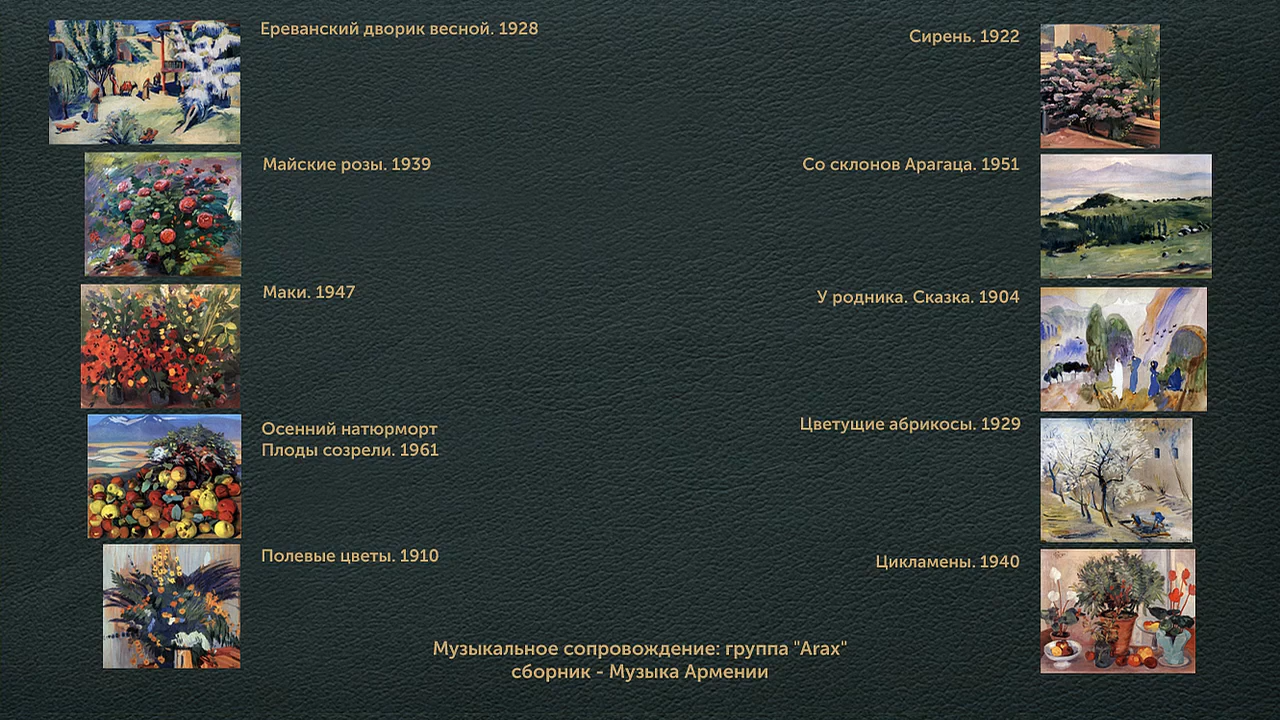 Ереванский дворик весной. 1928
Майские розы. 1939
Маки. 1947
Осенний натюрморт
Плоды созрели. 1961
Полевые цветы. 1910
Сирень. 1922
Со склонов Арагаца. 1951
У родника. Сказка. 1904
Цветущие абрикосы. 1929
Цикламены. 1940
Музыкальное сопровождение: группа "Arax"
сборник - Музыка Армении